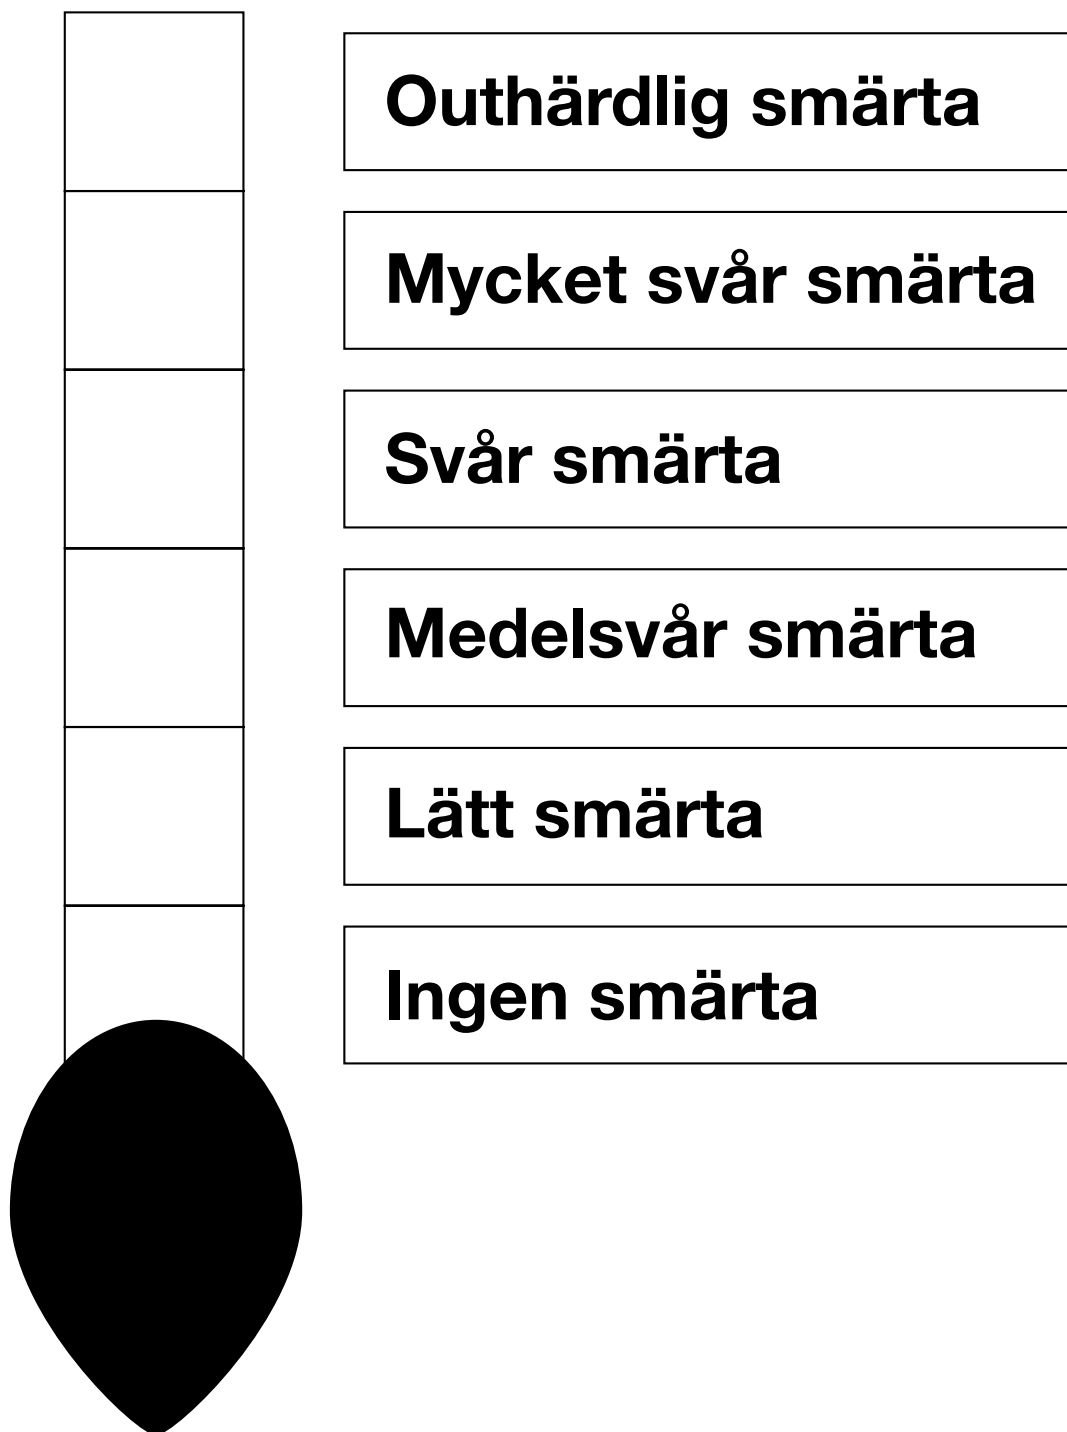 Outhärdlig smärta
Mycket svår smärta
Svår smärta
Medelsvår smärta
Lätt smärta
Ingen smärta